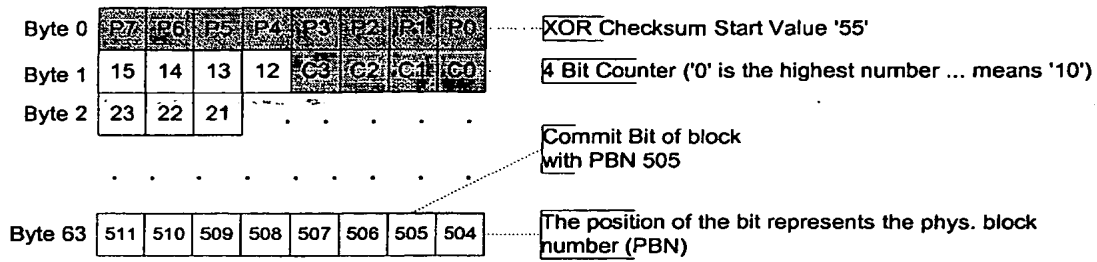 Byte 0 P7 P6 P5 P4 P3 P2 P1 P0 XOR Checksum Start Value '55'
Byte 1 15 14 13 12 C3 C2 C1 C0 4 Bit Counter ('0' is the highest number ... means '10')
Byte 2 23 22 21
Commit Bit of block
with PBN 505
Byte 63 511 510 509 508 507 506 505 504 The position of the bit represents the phys. block
number (PBN)